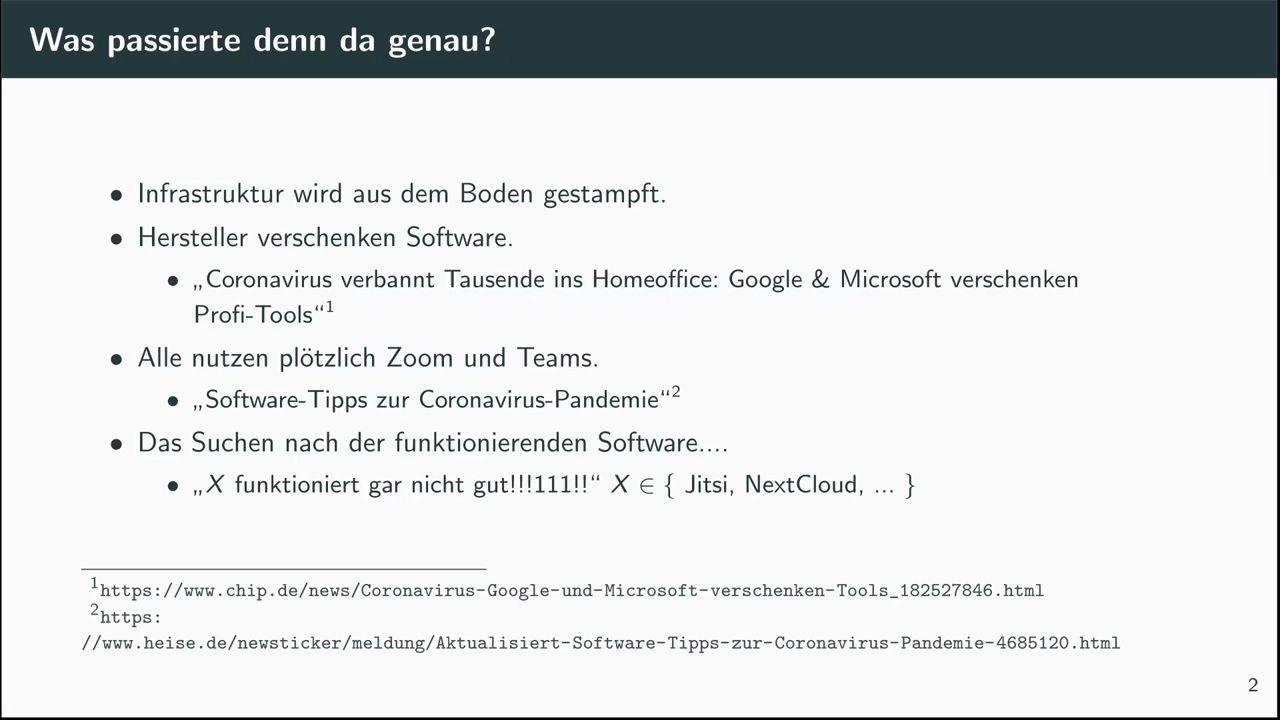 Was passierte denn da genau?
• Infrastruktur wird aus dem Boden gestampft.
• Hersteller verschenken Software.
• „Coronavirus verbannt Tausende ins Homeoffice: Google & Microsoft verschenken
Profi-Tools“1
• Alle nutzen plötzlich Zoom und Teams.
• „Software-Tipps zur Coronavirus-Pandemie“2
• Das Suchen nach der funktionierenden Software....
• „X funktioniert gar nicht gut!!!111!!“ X ∈ { Jitsi, NextCloud, ... }
1https://www.chip.de/news/Coronavirus-Google-und-Microsoft-verschenken-Tools_182527846.html
2https:
//www.heise.de/newsticker/meldung/Aktualisiert-Software-Tipps-zur-Coronavirus-Pandemie-4685120.html
2